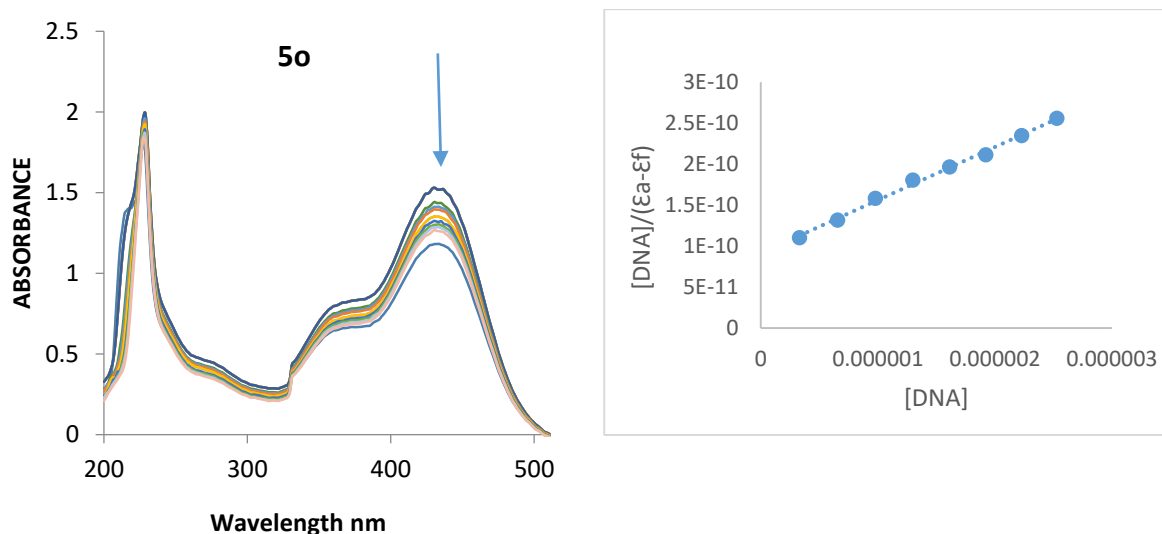 5o
2.5
2
1.5
1
0.5
0
200
300
400
500
ABSORBANCE
Wavelength nm
3E-10
2.5E-10
2E-10
1.5E-10
1E-10
5E-11
0
0
0.000001
0.000002
0.000003
[DNA]/(Ɛa-Ɛf)
[DNA]